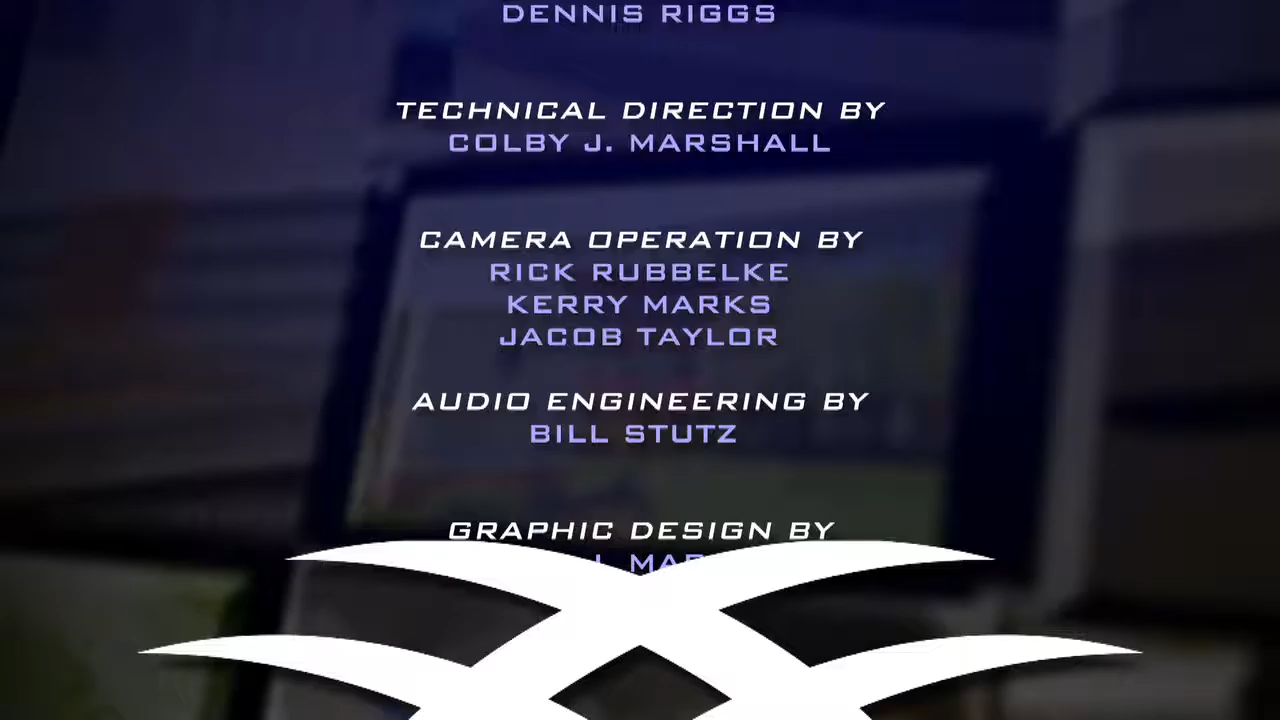 DENNIS RIGGS
TECHNICAL DIRECTION BY
COLBY J. MARSHALL
CAMERA OPERATION BY
RICK RUBBELKE
KERRY MARKS
JACOB TAYLOR
AUDIO ENGINEERING BY
BILL STUTZ
GRAPHIC DESIGN BY
J.